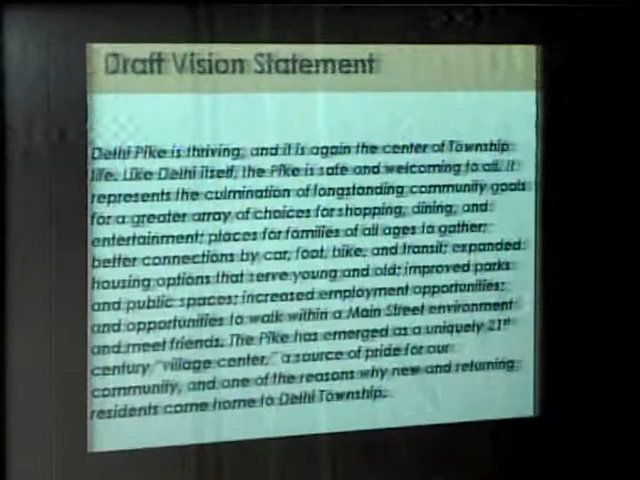 Draft Vision Statement
Delhi Pike is thriving, and it is again the center of Township
life. Like Delhi itself, the Pike is safe and welcoming to all. It
represents the culmination of longstanding community goals
for a greater array of choices for shopping, dining, and
entertainment; places for families of all ages to gather;
better connections by car, foot, bike, and transit; expanded
housing options that serve young and old; improved parks
and public spaces; increased employment opportunities;
and opportunities to walk within a Main Street environment
and meet friends. The Pike has emerged as a uniquely 21st
century "village center," a source of pride for our
community, and one of the reasons why new and returning
residents come home to Delhi Township.